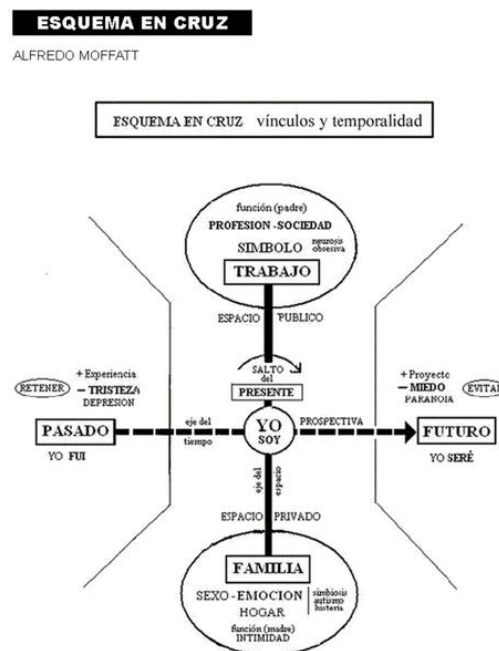 ESQUEMA EN CRUZ
ALFREDO MOFFATT
ESQUEMA EN CRUZ vínculos y temporalidad
función (padre)
PROFESION-SOCIEDAD
SIMBOLO neurosis obsesiva
TRABAJO
ESPACIO PUBLICO
SALTO
del
PRESENTE
+ Experiencia
RETENER
— TRISTEZA
DEPRESION
PASADO
YO FUI
eje del
tiempo
YO
SOY
PROSPECTIVA
+ Proyecto
— MIEDO
EVITAR
PARANOIA
FUTURO
YO SERÉ
eje del espacio
ESPACIO PRIVADO
FAMILIA
SEXO-EMOCION
HOGAR
simbiosis
autismo
histeria
función (madre)
INTIMIDAD